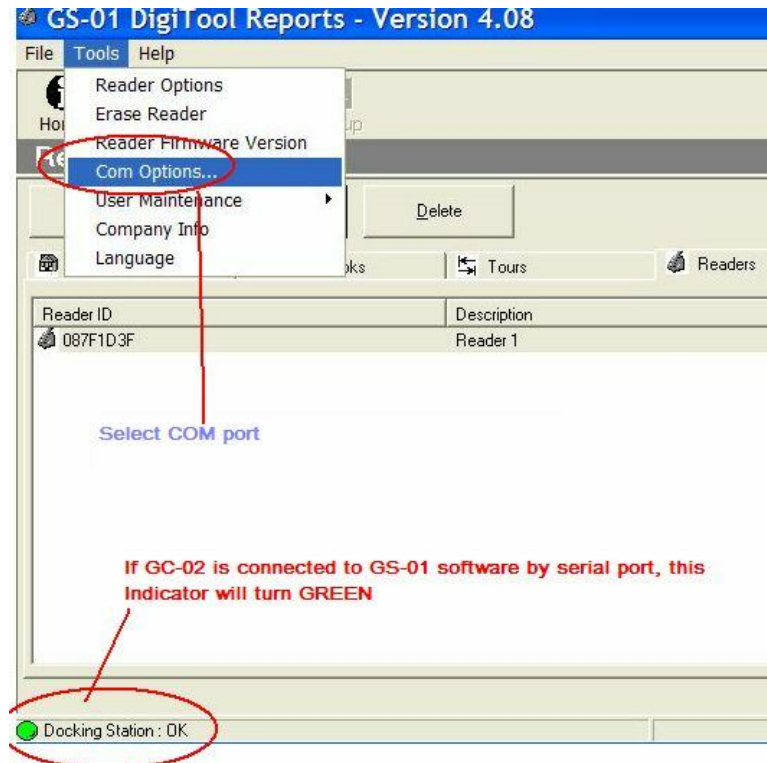 GS-01 DigiTool Reports - Version 4.08
File Tools Help
Reader Options
Erase Reader
Reader Firmware Version
Com Options...
User Maintenance
Company Info
Language
Delete
Tours
Readers
Reader ID
Description
087F1D3F
Reader 1
Select COM port
If GC-02 is connected to GS-01 software by serial port, this
Indicator will turn GREEN
Docking Station : OK